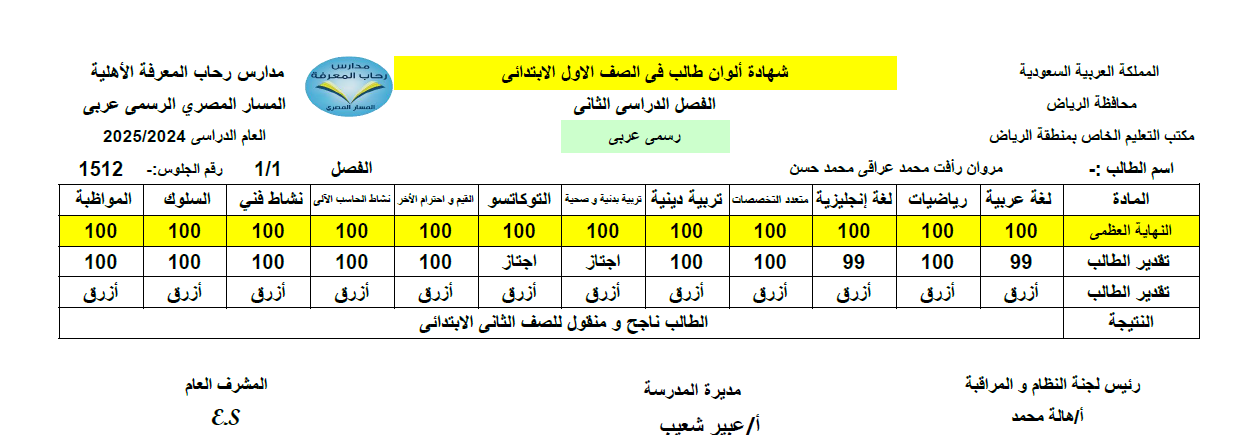 المملكة العربية السعودية
محافظة الرياض
مكتب التعليم الخاص بمنطقة الرياض
شهادة ألوان طالب فى الصف الاول الابتدائى
الفصل الدراسى الثانى
رسمى عربى
مدارس رحاب المعرفة
المسار المصري
مدارس رحاب المعرفة الأهلية
المسار المصري الرسمى عربى
العام الدراسى 2025/2024
اسم الطالب :- مروان رأفت محمد عراقى محمد حسن الفصل 1/1 رقم الجلوس:- 1512
المادة لغة عربية رياضيات لغة إنجليزية متعدد التخصصات تربية دينية تربية بدنية و صحية التوكاتسو القيم و احترام الأخر نشاط الحاسب الآلى نشاط فني السلوك المواظبة
النهاية العظمى 100 100 100 100 100 100 100 100 100 100 100 100
تقدير الطالب 99 100 99 100 100 اجتاز اجتاز 100 100 100 100 100
تقدير الطالب أزرق أزرق أزرق أزرق أزرق أزرق أزرق أزرق أزرق أزرق أزرق أزرق
النتيجة الطالب ناجح و منقول للصف الثانى الابتدائى
رئيس لجنة النظام و المراقبة
أ/هالة محمد
مديرة المدرسة
أ/عبير شعيب
المشرف العام
E.S